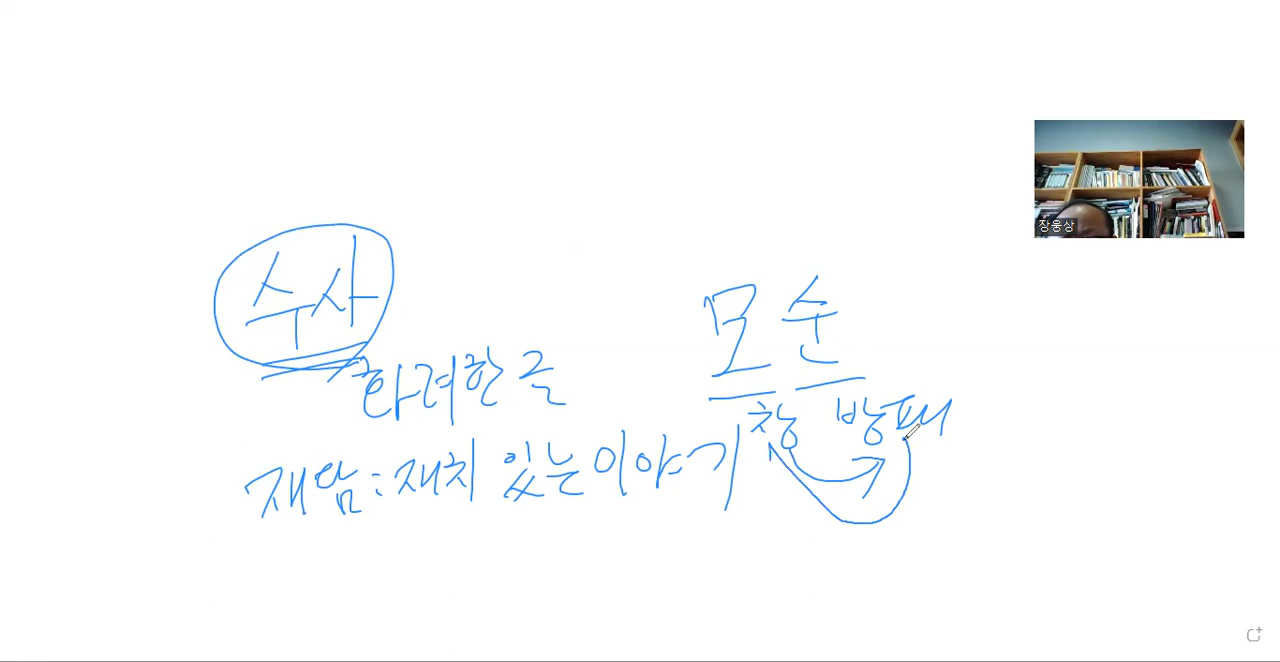 수사
화려한 글
재담: 재치 있는 이야기
모순
창 방패
장웅상